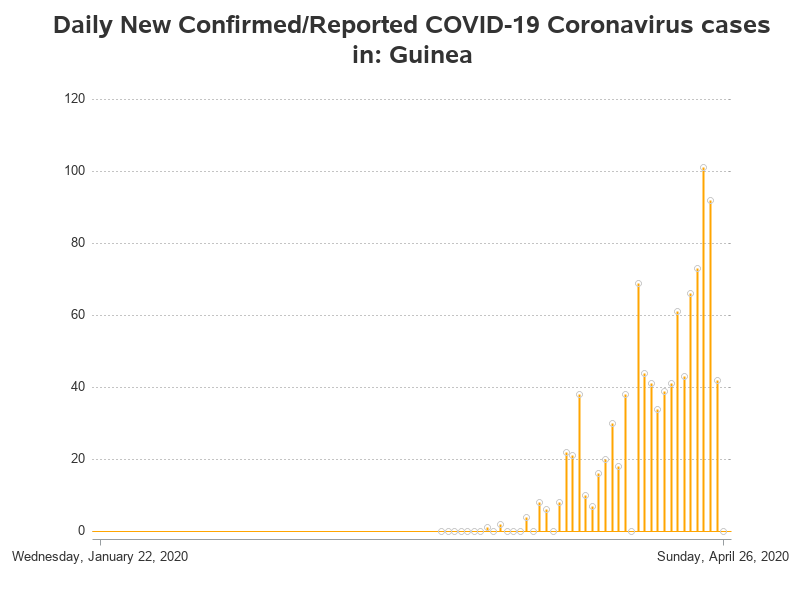 Daily New Confirmed/Reported COVID-19 Coronavirus cases
in: Guinea
120
100
80
60
40
20
0
Wednesday, January 22, 2020
Sunday, April 26, 2020